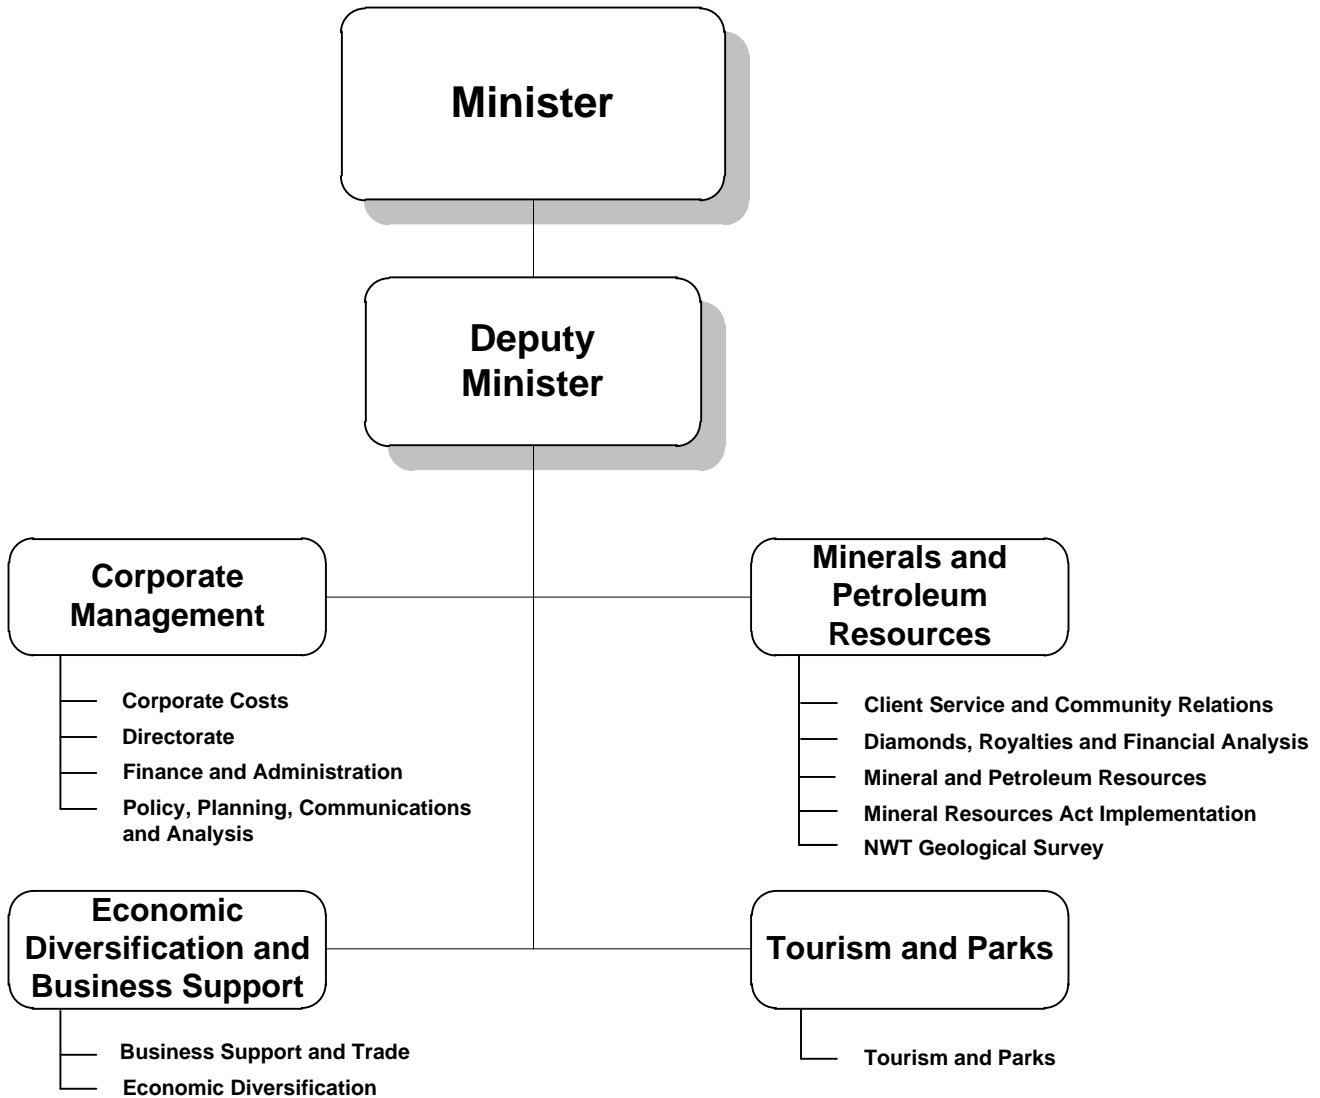 Minister
Deputy
Minister
Corporate
Management
Corporate Costs
Directorate
Finance and Administration
Policy, Planning, Communications
and Analysis
Minerals and
Petroleum
Resources
Client Service and Community Relations
Diamonds, Royalties and Financial Analysis
Mineral and Petroleum Resources
Mineral Resources Act Implementation
NWT Geological Survey
Economic
Diversification and
Business Support
Business Support and Trade
Economic Diversification
Tourism and Parks
Tourism and Parks